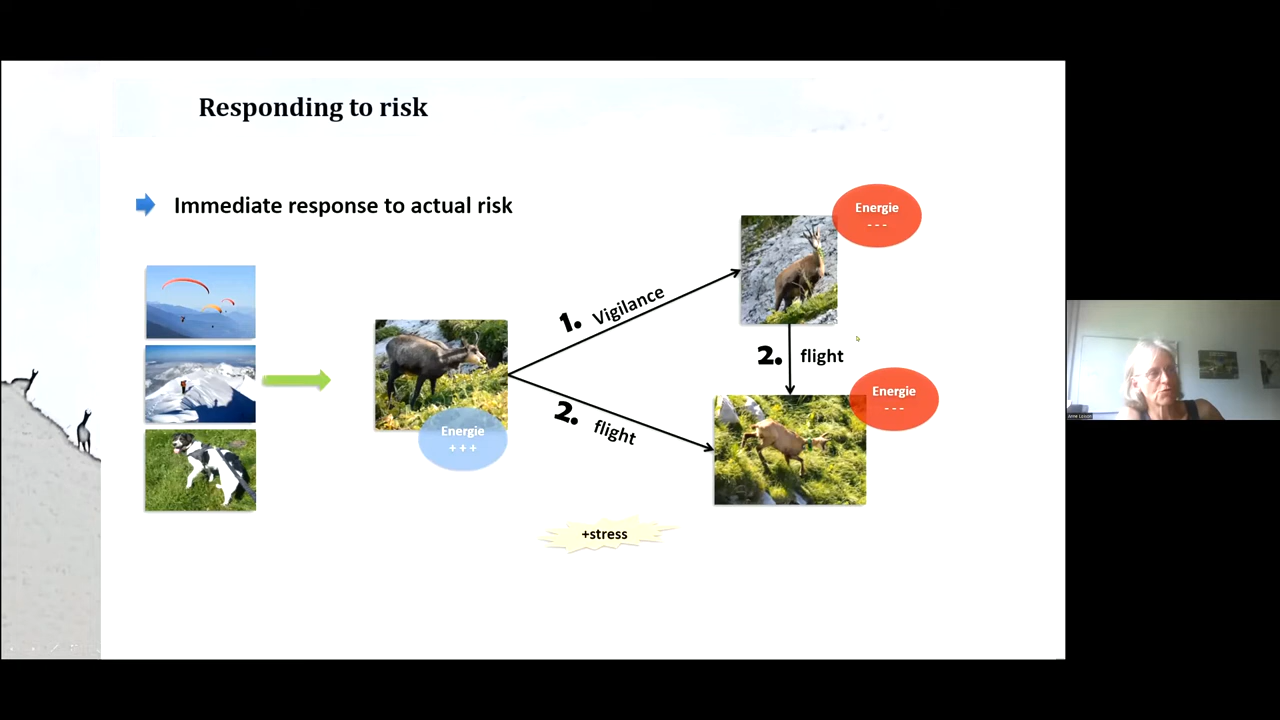 Responding to risk
Immediate response to actual risk
Energie
- - -
1. Vigilance
2. flight
Energie
- - -
2. flight
Energie
+ + +
+stress